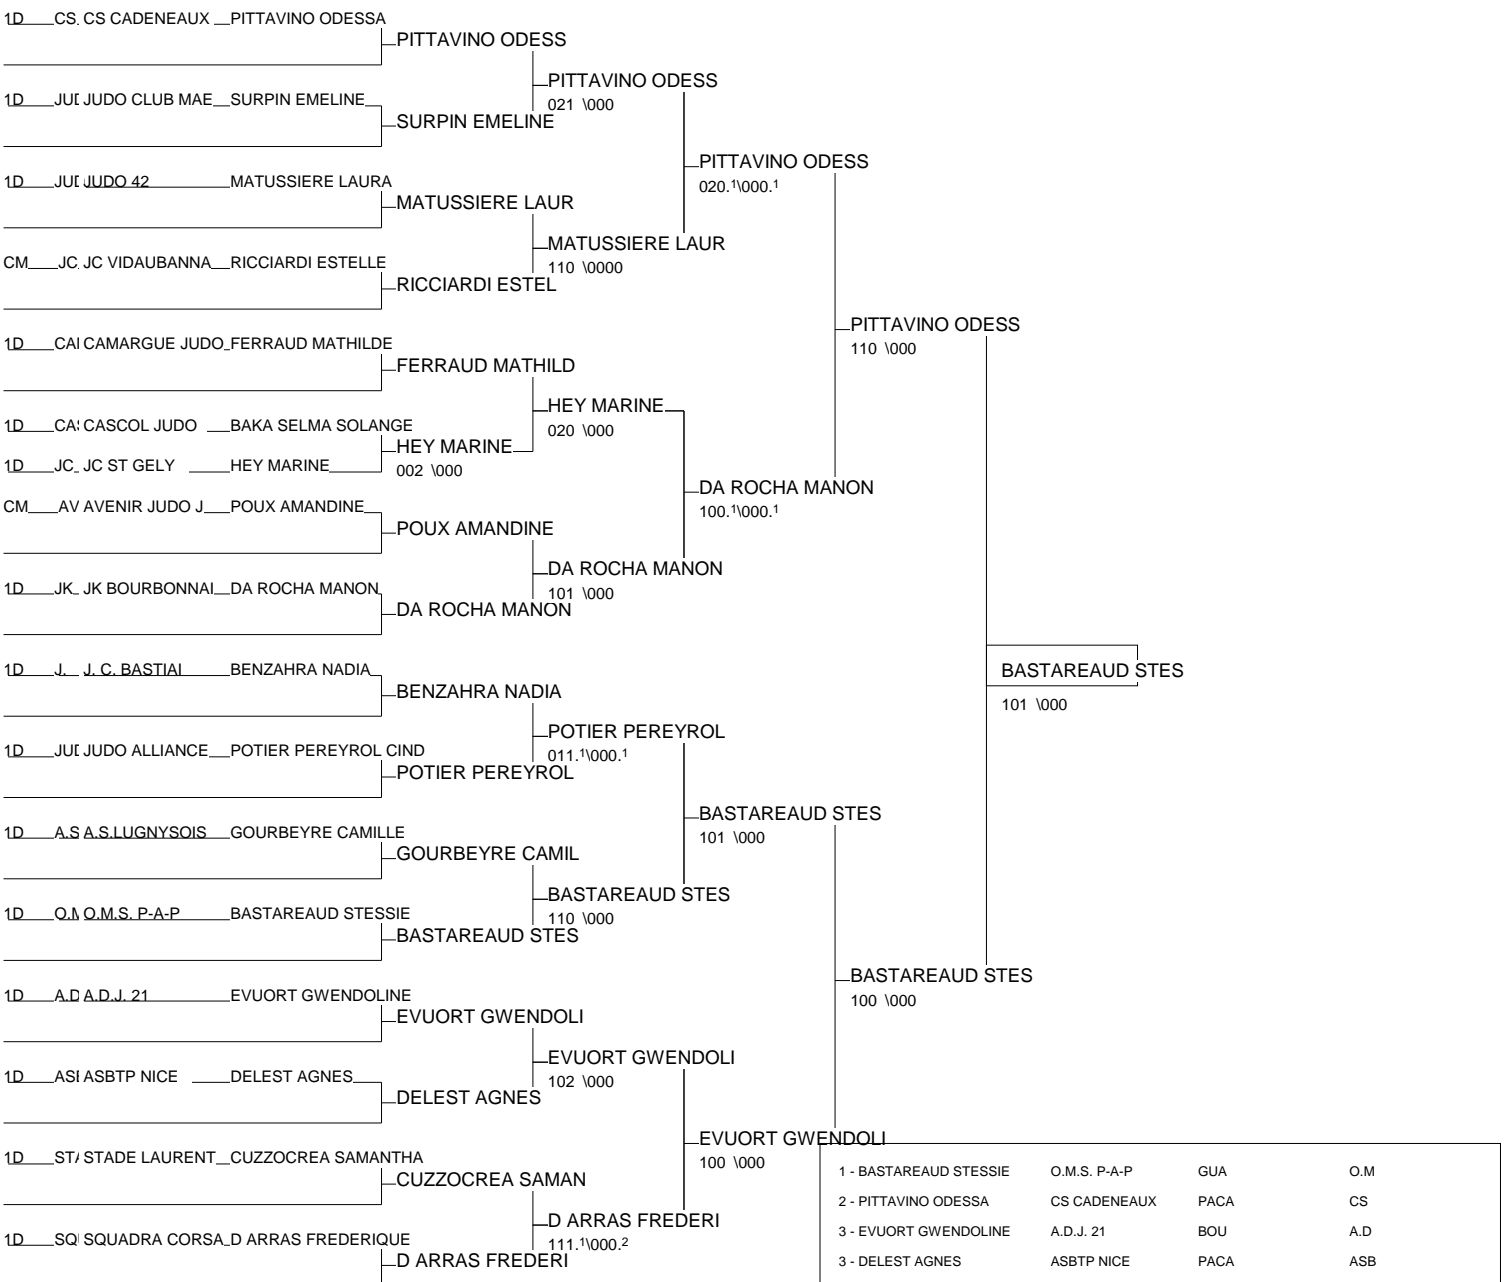 1D CS CS CADENEAUX PITTAVINO ODESSA
PITTAVINO ODESS
PITTAVINO ODESS
021 \000
1D JUD JUDO CLUB MAE SURPIN EMELINE
SURPIN EMELINE
PITTAVINO ODESS
020.1\000.1
1D JUD JUDO 42 MATUSSIERE LAURA
MATUSSIERE LAUR
MATUSSIERE LAUR
110 \0000
CM JC JC VIDAUBANNA RICCIARDI ESTELLE
RICCIARDI ESTEL
PITTAVINO ODESS
110 \000
1D CAI CAMARGUE JUDO FERRAUD MATHILDE
FERRAUD MATHILD
HEY MARINE
020 \000
1D CAS CASCOL JUDO BAKA SELMA SOLANGE
HEY MARINE
002 \000
1D JC JC ST GELY HEY MARINE
DA ROCHA MANON
100.1\000.1
CM AV AVENIR JUDO J POUX AMANDINE
POUX AMANDINE
DA ROCHA MANON
101 \000
1D JK JK BOURBONNAI DA ROCHA MANON
DA ROCHA MANON
BASTAREAUD STES
101 \000
1D J. J. C. BASTIAI BENZAHRA NADIA
BENZAHRA NADIA
POTIER PEREYROL
011.1\000.1
1D JUD JUDO ALLIANCE POTIER PEREYROL CIND
POTIER PEREYROL
BASTAREAUD STES
101 \000
1D A.S A.S.LUGNYSOIS GOURBEYRE CAMILLE
GOURBEYRE CAMIL
BASTAREAUD STES
110 \000
1D O.M O.M.S. P-A-P BASTAREAUD STESSIE
BASTAREAUD STES
BASTAREAUD STES
100 \000
1D A.D A.D.J. 21 EVUORT GWENDOLINE
EVUORT GWENDOLI
EVUORT GWENDOLI
102 \000
1D ASI ASBTP NICE DELEST AGNES
DELEST AGNES
EVUORT GWENDOLI
100 \000
1D STA STADE LAURENT CUZZOCREA SAMANTHA
CUZZOCREA SAMAN
D ARRAS FREDERI
111.1\000.2
1D SQ SQUADRA CORSA D ARRAS FREDERIQUE
D ARRAS FREDERI
1 - BASTAREAUD STESSIE O.M.S. P-A-P GUA O.M
2 - PITTAVINO ODESSA CS CADENEAUX PACA CS
3 - EVUORT GWENDOLINE A.D.J. 21 BOU A.D
3 - DELEST AGNES ASBTP NICE PACA ASB